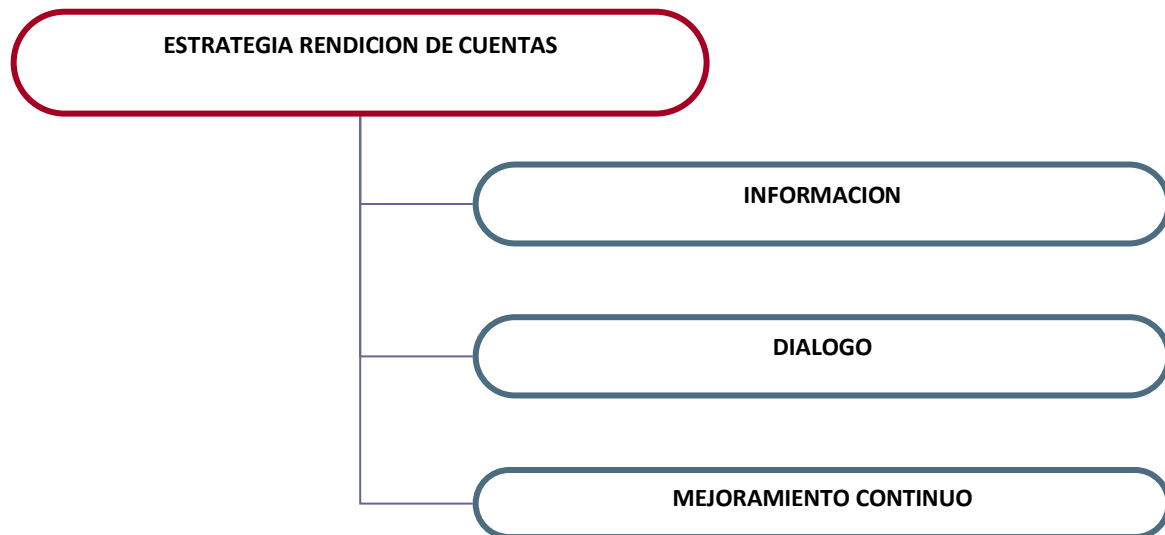 ESTRATEGIA RENDICION DE CUENTAS
INFORMACION
DIALOGO
MEJORAMIENTO CONTINUO